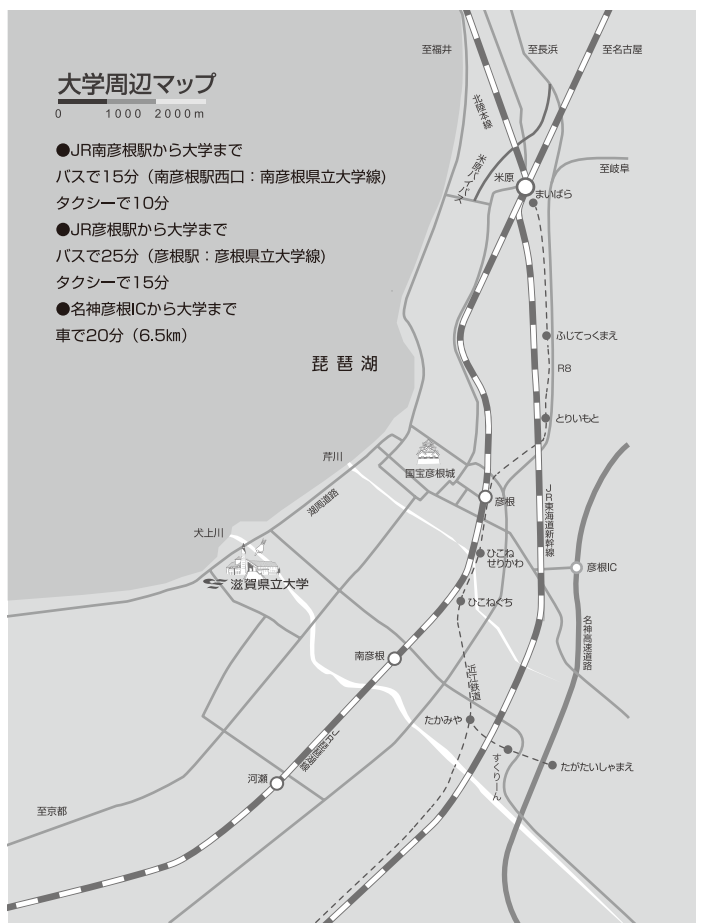 大学周辺マップ
0 1000 2000m
●JR南彦根駅から大学まで
バスで15分（南彦根駅西口：南彦根県立大学線)
タクシーで10分
●JR彦根駅から大学まで
バスで25分（彦根駅：彦根県立大学線)
タクシーで15分
●名神彦根ICから大学まで
車で20分（6.5㎞）
至福井
至長浜
至名古屋
北陸本線
米原バイパス
至岐阜
米原
まいばら
ふじてっくまえ
琵琶湖
R8
とりいもと
芹川
国宝彦根城
湖周道路
彦根
JR東海道新幹線
犬上川
ひこね
せりかわ
彦根IC
滋賀県立大学
ひこねぐち
名神高速道路
南彦根
近江鉄道
たかみや
JR琵琶湖線
すくりーん
たがたいしゃまえ
河瀬
至京都